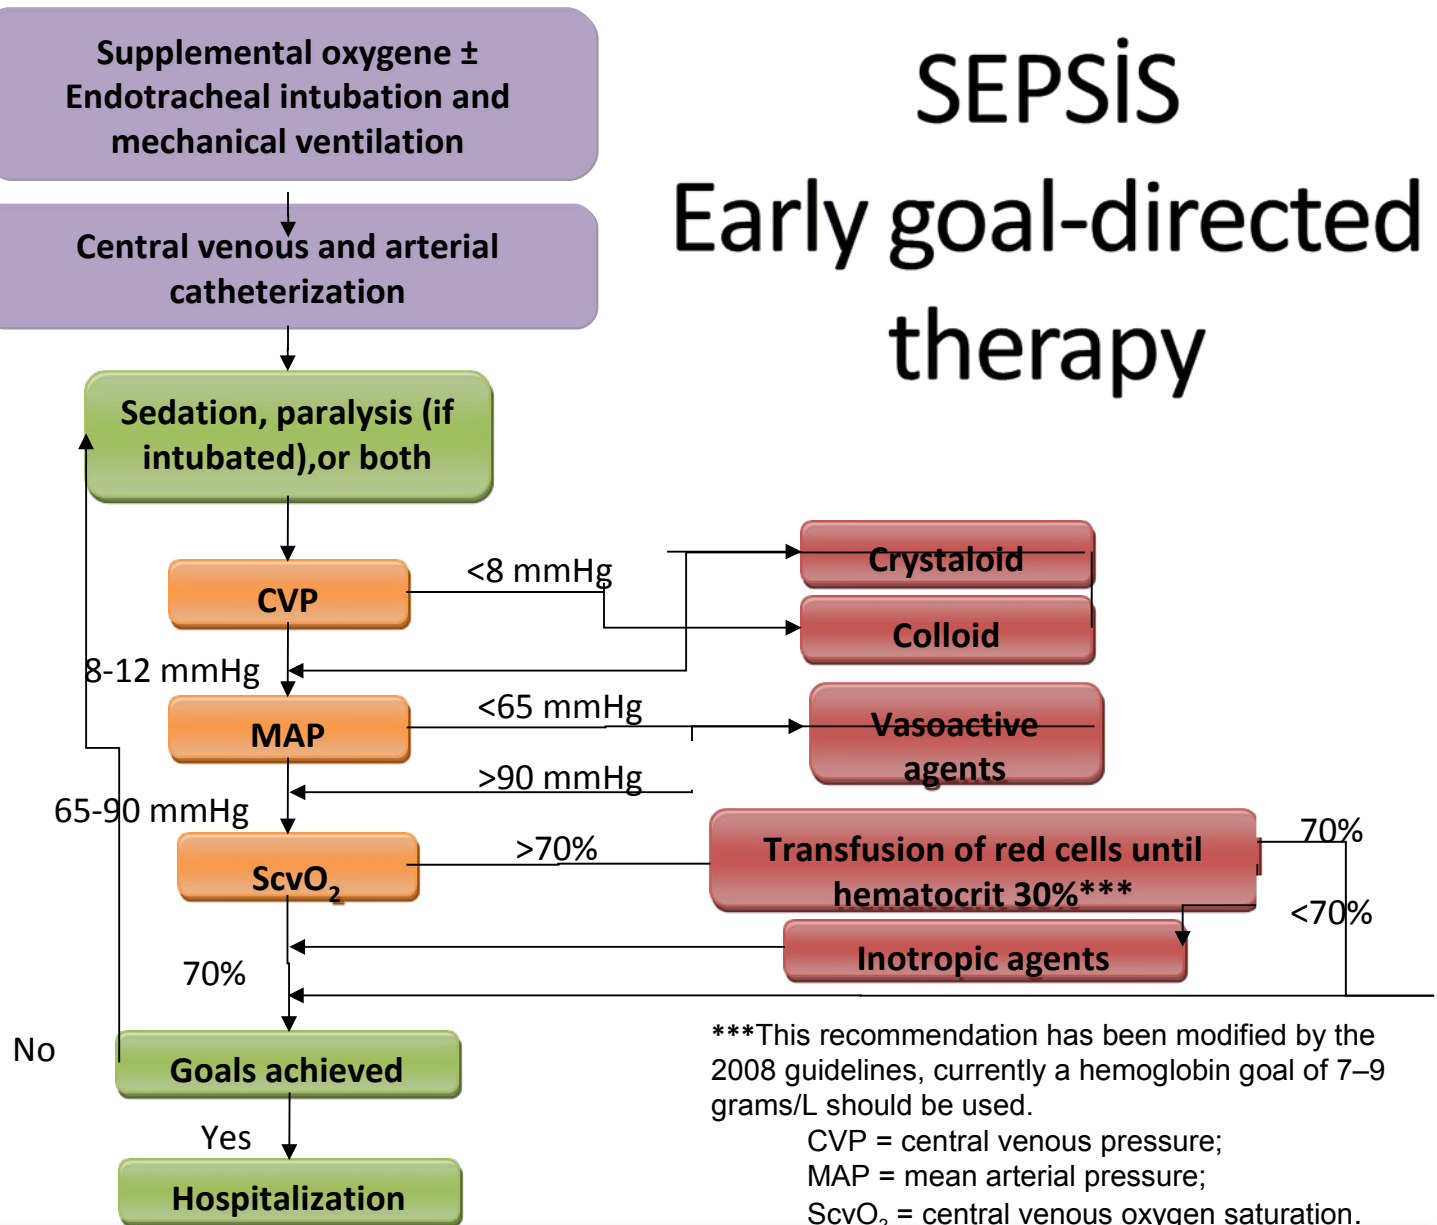 Supplemental oxygene ±
Endotracheal intubation and
mechanical ventilation
SEPSİS
Early goal-directed
therapy
Central venous and arterial
catheterization
Sedation, paralysis (if
intubated),or both
CVP
<8 mmHg
Crystaloid
Colloid
8-12 mmHg
MAP
<65 mmHg
Vasoactive
agents
>90 mmHg
65-90 mmHg
ScvO₂
>70%
Transfusion of red cells until
hematocrit 30%***
70%
<70%
Inotropic agents
70%
No
Goals achieved
Yes
Hospitalization
***This recommendation has been modified by the
2008 guidelines, currently a hemoglobin goal of 7–9
grams/L should be used.
CVP = central venous pressure;
MAP = mean arterial pressure;
ScvO₂ = central venous oxygen saturation.